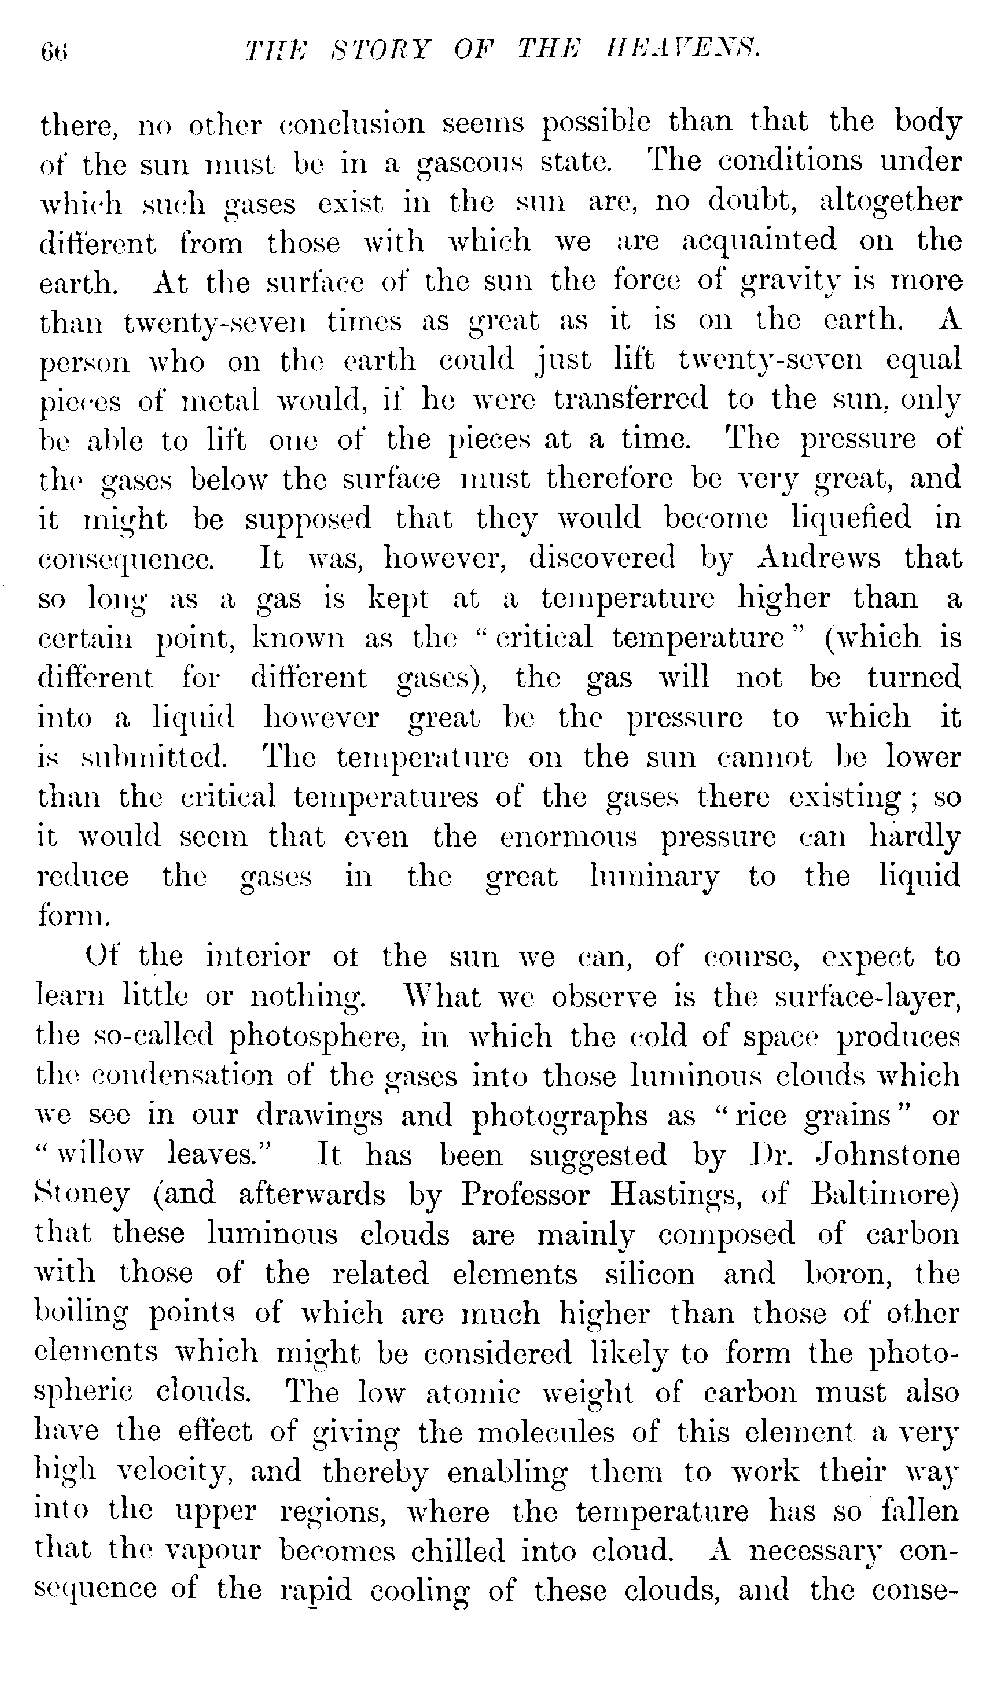 66 THE STORY OF THE HEAVENS.
there, no other conclusion seems possible than that the body
of the sun must be in a gaseous state. The conditions under
which such gases exist in the sun are, no doubt, altogether
different from those with which we are acquainted on the
earth. At the surface of the sun the force of gravity is more
than twenty-seven times as great as it is on the earth. A
person who on the earth could just lift twenty-seven equal
pieces of metal would, if he were transferred to the sun, only
be able to lift one of the pieces at a time. The pressure of
the gases below the surface must therefore be very great, and
it might be supposed that they would become liquefied in
consequence. It was, however, discovered by Andrews that
so long as a gas is kept at a temperature higher than a
certain point, known as the “critical temperature” (which is
different for different gases), the gas will not be turned
into a liquid however great be the pressure to which it
is submitted. The temperature on the sun cannot be lower
than the critical temperatures of the gases there existing; so
it would seem that even the enormous pressure can hardly
reduce the gases in the great luminary to the liquid
form.
Of the interior of the sun we can, of course, expect to
learn little or nothing. What we observe is the surface-layer,
the so-called photosphere, in which the cold of space produces
the condensation of the gases into those luminous clouds which
we see in our drawings and photographs as “rice grains” or
“willow leaves.” It has been suggested by Dr. Johnstone
Stoney (and afterwards by Professor Hastings, of Baltimore)
that these luminous clouds are mainly composed of carbon
with those of the related elements silicon and boron, the
boiling points of which are much higher than those of other
elements which might be considered likely to form the photo-
spheric clouds. The low atomic weight of carbon must also
have the effect of giving the molecules of this element a very
high velocity, and thereby enabling them to work their way
into the upper regions, where the temperature has so fallen
that the vapour becomes chilled into cloud. A necessary con-
sequence of the rapid cooling of these clouds, and the conse-